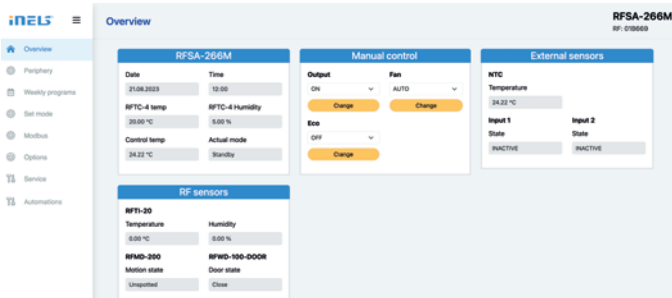 iNELS
Overview
RFSA-266M
RF: 01B669
Overview
Periphery
Weekly programs
Set mode
Modbus
Options
Service
Automations
RFSA-266M
Date Time
21.08.2023 12:00
RFTC-4 temp RFTC-4 Humidity
20.00 °C 5.00 %
Control temp Actual mode
24.22 °C Standby
Manual control
Output Fan
ON AUTO
Change Change
Eco
OFF
Change
External sensors
NTC
Temperature
24.22 °C
Input 1 Input 2
State State
INACTIVE INACTIVE
RF sensors
RFTI-20
Temperature Humidity
0.00 °C 0.00 %
RFMD-200 RFWD-100-DOOR
Motion state Door state
Unspotted Close